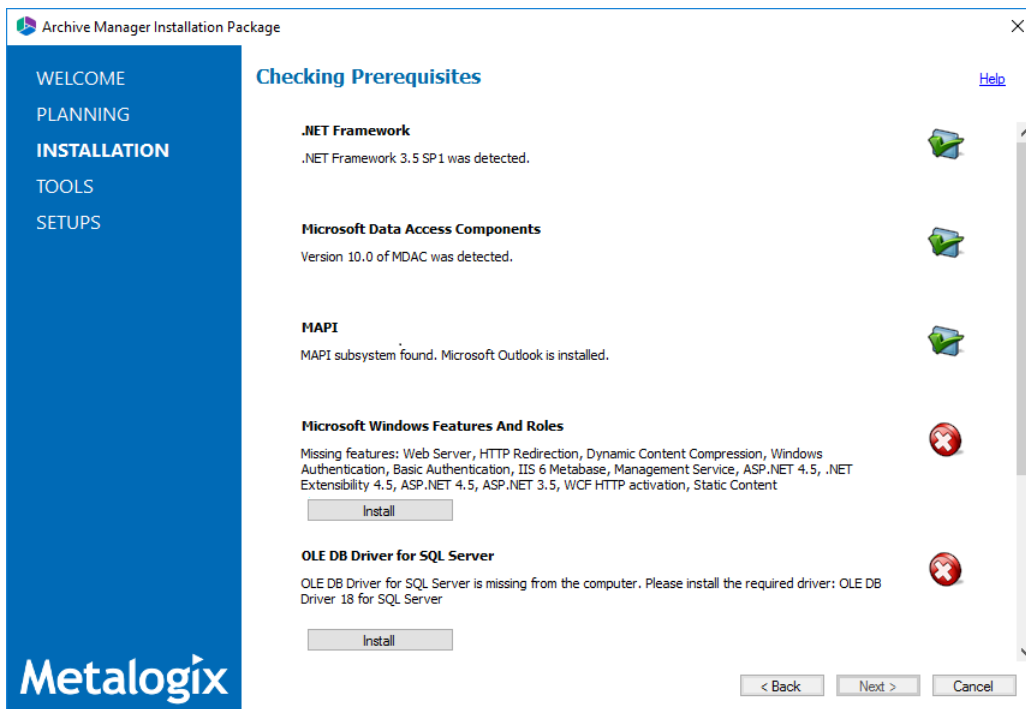 Archive Manager Installation Package
WELCOME
PLANNING
INSTALLATION
TOOLS
SETUPS
Checking Prerequisites
Help
.NET Framework
.NET Framework 3.5 SP1 was detected.
Microsoft Data Access Components
Version 10.0 of MDAC was detected.
MAPI
MAPI subsystem found. Microsoft Outlook is installed.
Microsoft Windows Features And Roles
Missing features: Web Server, HTTP Redirection, Dynamic Content Compression, Windows
Authentication, Basic Authentication, IIS 6 Metabase, Management Service, ASP.NET 4.5, .NET
Extensibility 4.5, ASP.NET 4.5, ASP.NET 3.5, WCF HTTP activation, Static Content
Install
OLE DB Driver for SQL Server
OLE DB Driver for SQL Server is missing from the computer. Please install the required driver: OLE DB
Driver 18 for SQL Server
Install
Metalogix
< Back
Next >
Cancel